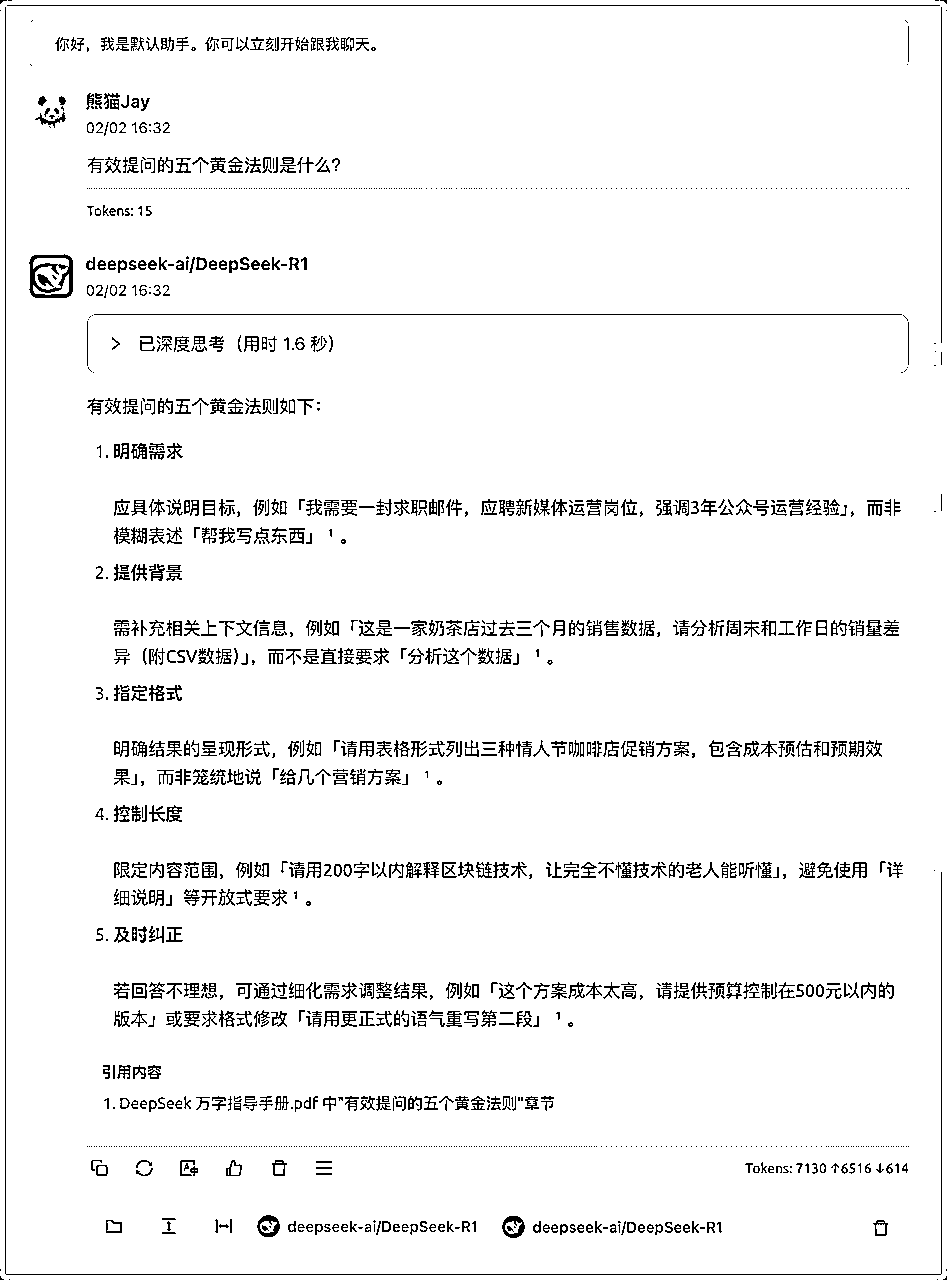 你好，我是默认助手。你可以立刻开始跟我聊天。
熊猫Jay
02/02 16:32
有效提问的五个黄金法则是什么？
Tokens: 15
deepseek-ai/DeepSeek-R1
02/02 16:32
> 已深度思考（用时 1.6 秒）
有效提问的五个黄金法则如下：
1. 明确需求
应具体说明目标，例如「我需要一封求职邮件，应聘新媒体运营岗位，强调3年公众号运营经验」，而非
模糊表述「帮我写点东西」 ¹ 。
2. 提供背景
需补充相关上下文信息，例如「这是一家奶茶店过去三个月的销售数据，请分析周末和工作日的销量差
异（附CSV数据）」，而不是直接要求「分析这个数据」 ¹ 。
3. 指定格式
明确结果的呈现形式，例如「请用表格形式列出三种情人节咖啡店促销方案，包含成本预估和预期效
果」，而非笼统地说「给几个营销方案」 ¹ 。
4. 控制长度
限定内容范围，例如「请用200字以内解释区块链技术，让完全不懂技术的老人能听懂」，避免使用「详
细说明」等开放式要求 ¹ 。
5. 及时纠正
若回答不理想，可通过细化需求调整结果，例如「这个方案成本太高，请提供预算控制在500元以内的
版本」或要求格式修改「请用更正式的语气重写第二段」 ¹ 。
引用内容
1. DeepSeek 万字指导手册.pdf 中"有效提问的五个黄金法则"章节
Tokens: 7130 ↑6516 ↓614
deepseek-ai/DeepSeek-R1 deepseek-ai/DeepSeek-R1